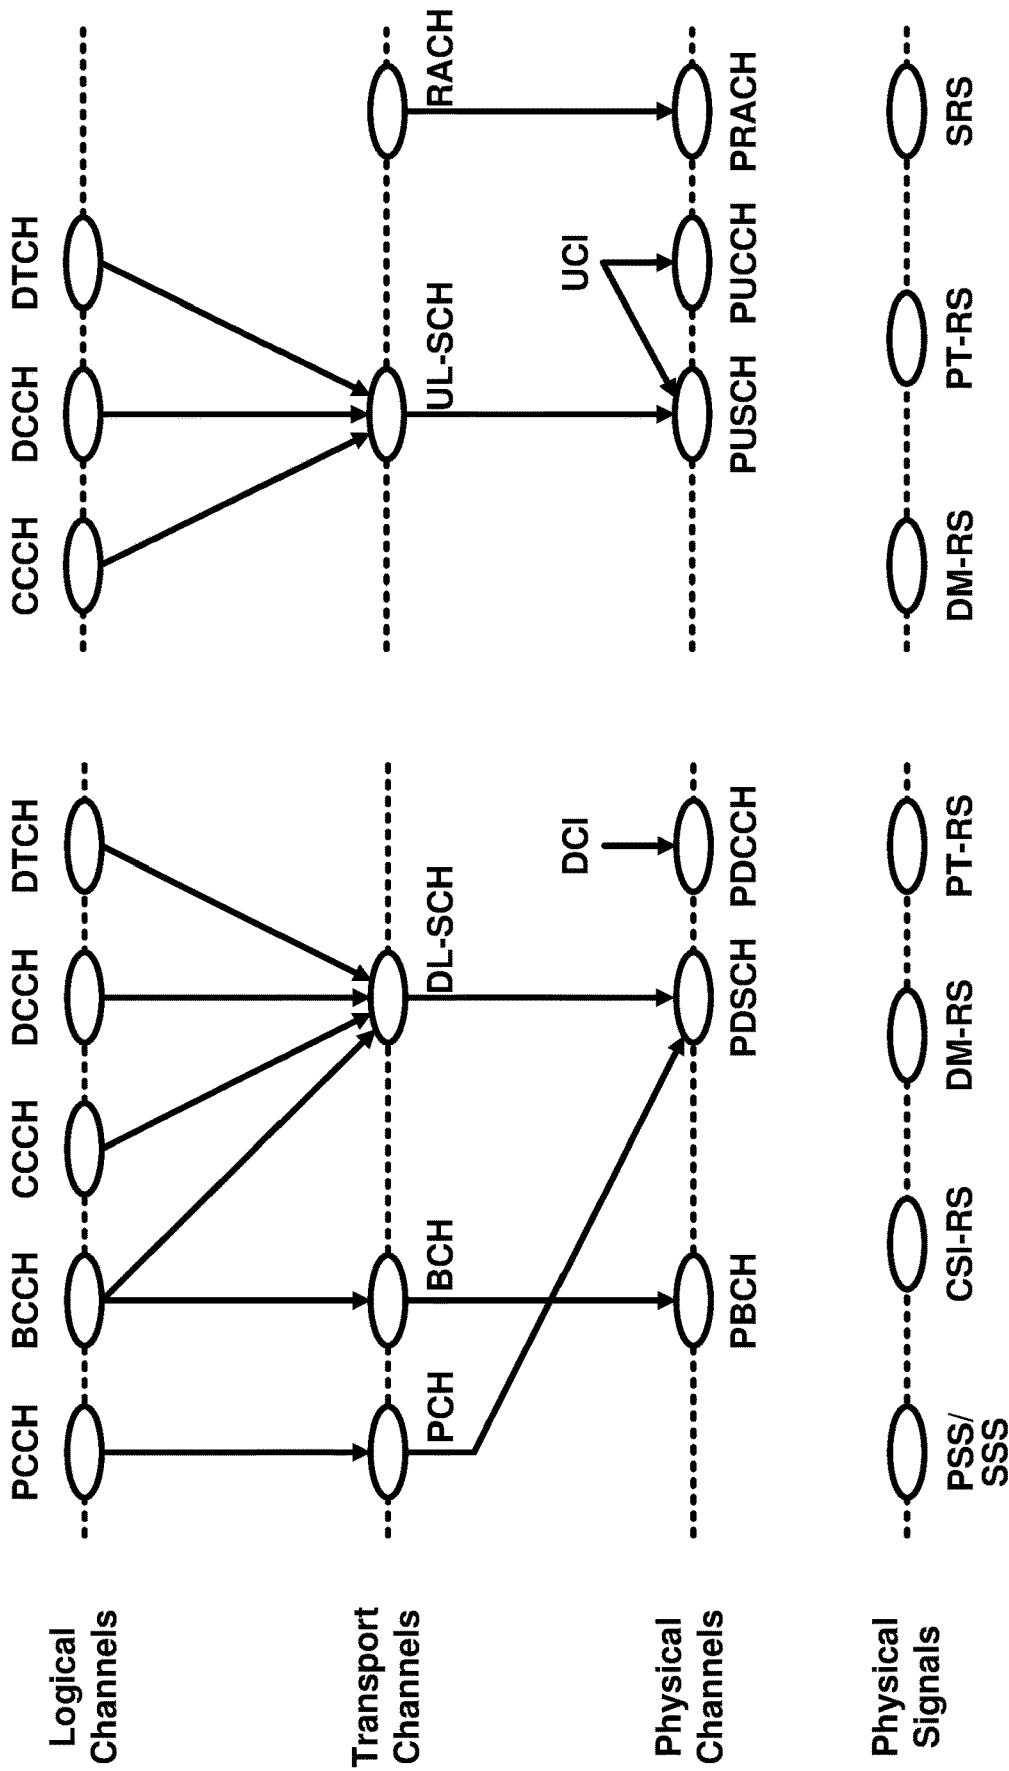 Logical
Channels
PCCH
BCCH
CCCH
DCCH
DTCH
CCCH
DCCH
DTCH
Transport
Channels
PCH
BCH
DL-SCH
UL-SCH
RACH
DCI
UCI
Physical
Channels
PBCH
PDSCH
PDCCH
PUSCH
PUCCH
PRACH
Physical
Signals
PSS/
SSS
CSI-RS
DM-RS
PT-RS
DM-RS
PT-RS
SRS